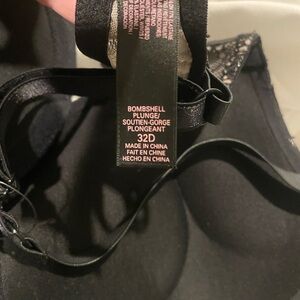 BOMBSHELL
PLUNGE/
SOUTIEN-GORGE
PLONGEANT
32D
MADE IN CHINA
FAIT EN CHINE
HECHO EN CHINA